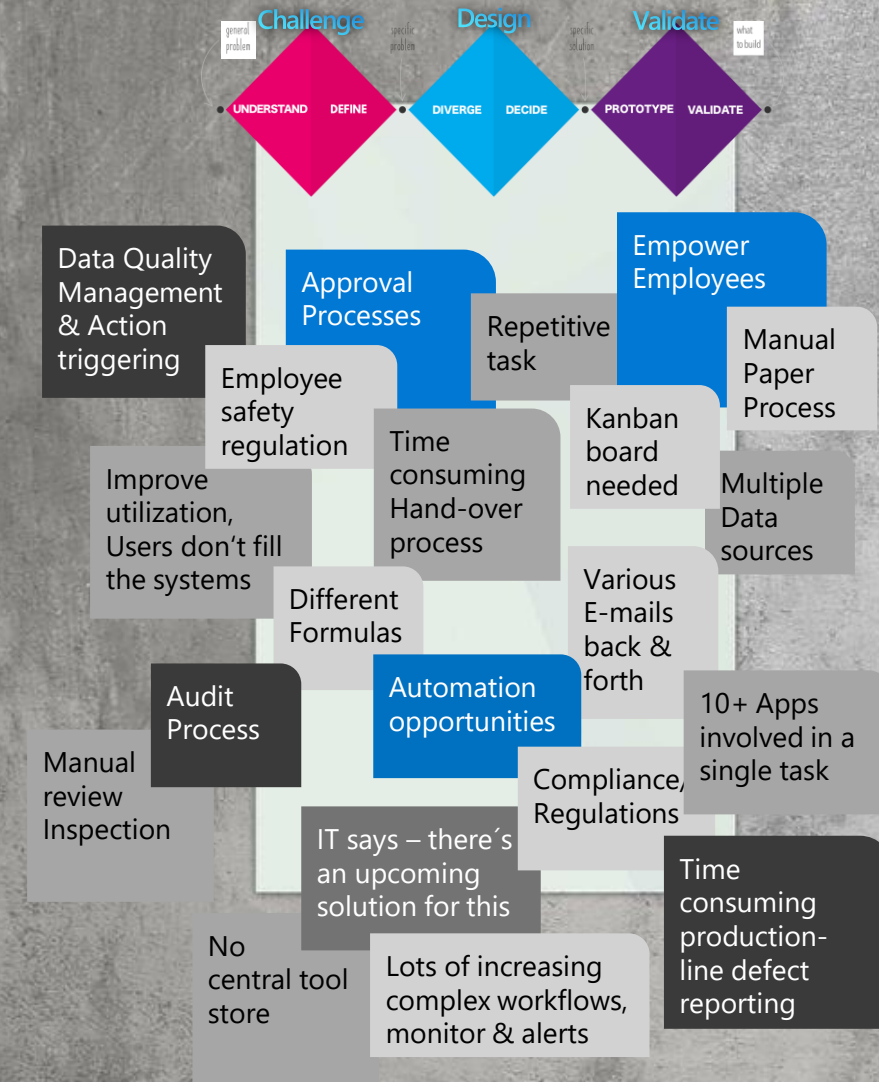 Challenge
Design
Validate
general
problem
specific
problem
specific
solution
what
to build
UNDERSTAND
DEFINE
DIVERGE
DECIDE
PROTOTYPE
VALIDATE
Data Quality
Management
& Action
triggering
Approval
Processes
Empower
Employees
Repetitive
task
Manual
Paper
Process
Employee
safety
regulation
Kanban
board
needed
Time
consuming
Hand-over
process
Improve
utilization,
Users don‘t fill
the systems
Multiple
Data
sources
Different
Formulas
Various
E-mails
back &
forth
Audit
Process
Automation
opportunities
10+ Apps
involved in a
single task
Manual
review
Inspection
Compliance/
Regulations
IT says – there´s
an upcoming
solution for this
Time
consuming
production-
line defect
reporting
No
central tool
store
Lots of increasing
complex workflows,
monitor & alerts